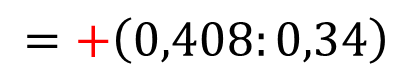 = +(0,408:0,34)